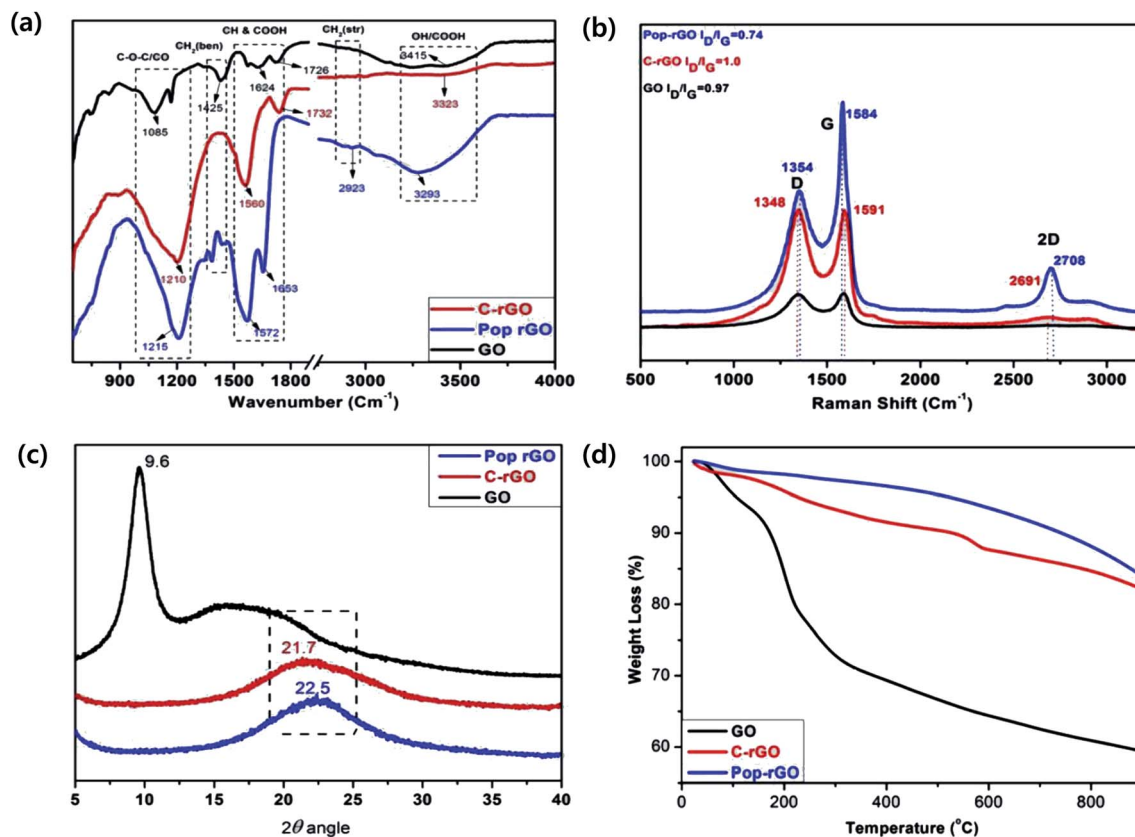 (a)
C-O-C/CO
CH2(ben)
CH & COOH
CH2(str)
OH/COOH
1085
1425
1624
1726
3415
3323
1732
1560
1210
1215
1572
1653
2923
3293
C-rGO
Pop rGO
GO
900 1200 1500 1800 3000 3500 4000
Wavenumber (Cm-1)
(b)
Pop-rGO ID/IG=0.74
C-rGO ID/IG=1.0
GO ID/IG=0.97
G
1584
1354
D
1348
1591
2D
2708
2691
500 1000 1500 2000 2500 3000
Raman Shift (Cm-1)
(c)
9.6
Pop rGO
C-rGO
GO
21.7
22.5
5 10 15 20 25 30 35 40
2θ angle
(d)
Weight Loss (%)
100
90
80
70
60
GO
C-rGO
Pop-rGO
0 200 400 600 800
Temperature (°C)